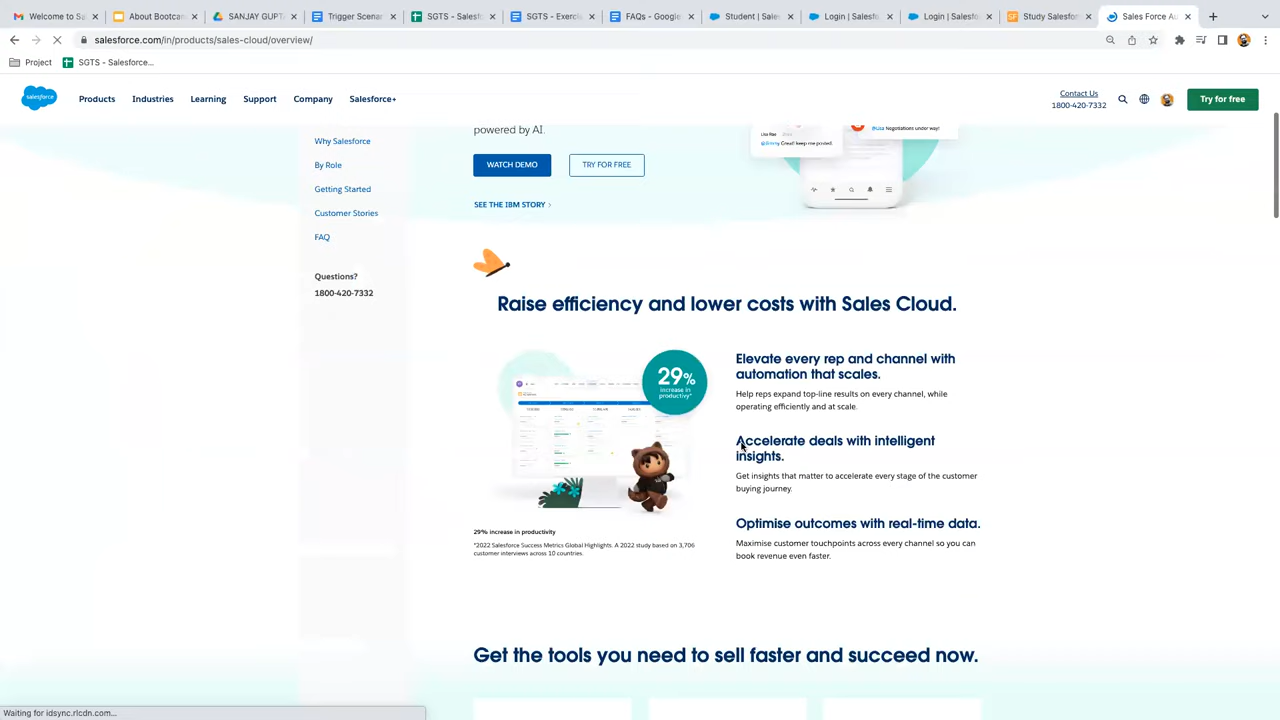 Welcome to Sa
About Bootcam
SANJAY GUPTA
Trigger Scenar
SGTS - Salesf
SGTS - Exerci
FAQs - Google
Student | Sale
Login | Salesfo
Login | Salesfo
Study Salesfor
Sales Force Au
salesforce.com/in/products/sales-cloud/overview/
Project
SGTS - Salesforce...
salesforce
Products
Industries
Learning
Support
Company
Salesforce+
Contact Us
1800-420-7332
Try for free
powered by AI.
WATCH DEMO
TRY FOR FREE
SEE THE IBM STORY
Why Salesforce
By Role
Getting Started
Customer Stories
FAQ
Questions?
1800-420-7332
Raise efficiency and lower costs with Sales Cloud.
29%
increase in
productivity*
29% increase in productivity
*2022 Salesforce Success Metrics Global Highlights. A 2022 study based on 3,706
customer interviews across 10 countries.
Elevate every rep and channel with
automation that scales.
Help reps expand top-line results on every channel, while
operating efficiently and at scale.
Accelerate deals with intelligent
insights.
Get insights that matter to accelerate every stage of the customer
buying journey.
Optimise outcomes with real-time data.
Maximise customer touchpoints across every channel so you can
book revenue even faster.
Get the tools you need to sell faster and succeed now.
Waiting for idsync.rlcdn.com...